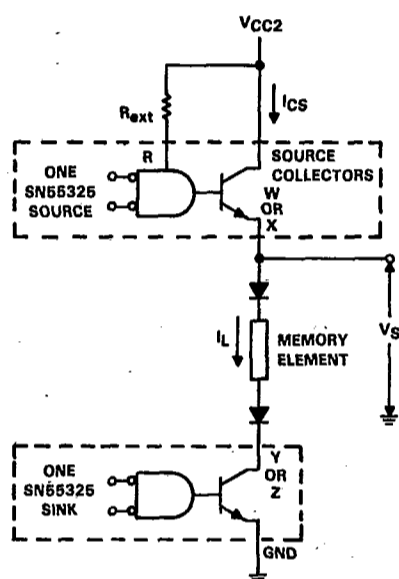 VCC2
ICS
Rext
R
ONE
SN55325
SOURCE
SOURCE
COLLECTORS
W
OR
X
IL
MEMORY
ELEMENT
VS
ONE
SN55325
SINK
Y
OR
Z
GND